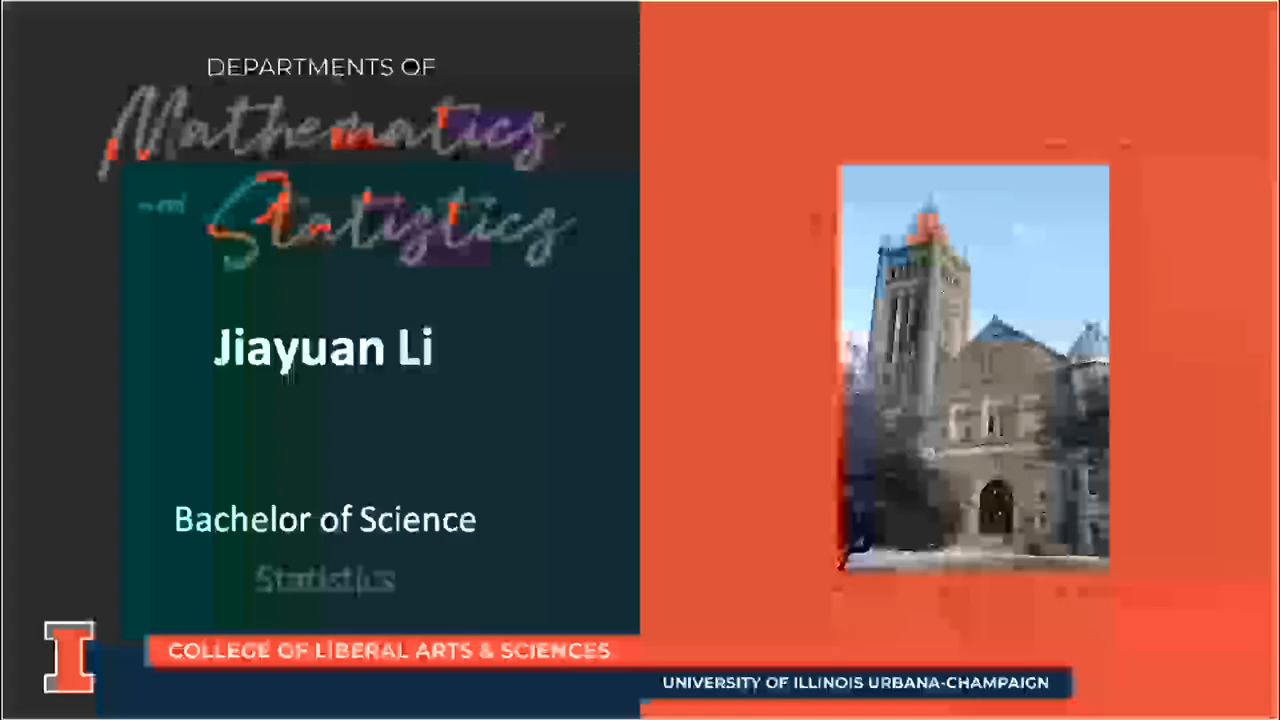 DEPARTMENTS OF
Mathematics
and
Statistics
Jiayuan Li
Bachelor of Science
Statistics
COLLEGE OF LIBERAL ARTS & SCIENCES
UNIVERSITY OF ILLINOIS URBANA-CHAMPAIGN
I